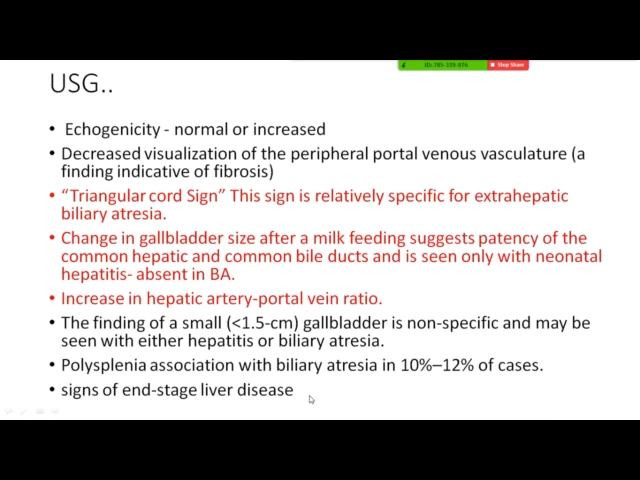 ID:785-339-876 Stop Share
USG..
• Echogenicity - normal or increased
• Decreased visualization of the peripheral portal venous vasculature (a
finding indicative of fibrosis)
• “Triangular cord Sign” This sign is relatively specific for extrahepatic
biliary atresia.
• Change in gallbladder size after a milk feeding suggests patency of the
common hepatic and common bile ducts and is seen only with neonatal
hepatitis- absent in BA.
• Increase in hepatic artery-portal vein ratio.
• The finding of a small (<1.5-cm) gallbladder is non-specific and may be
seen with either hepatitis or biliary atresia.
• Polysplenia association with biliary atresia in 10%–12% of cases.
• signs of end-stage liver disease